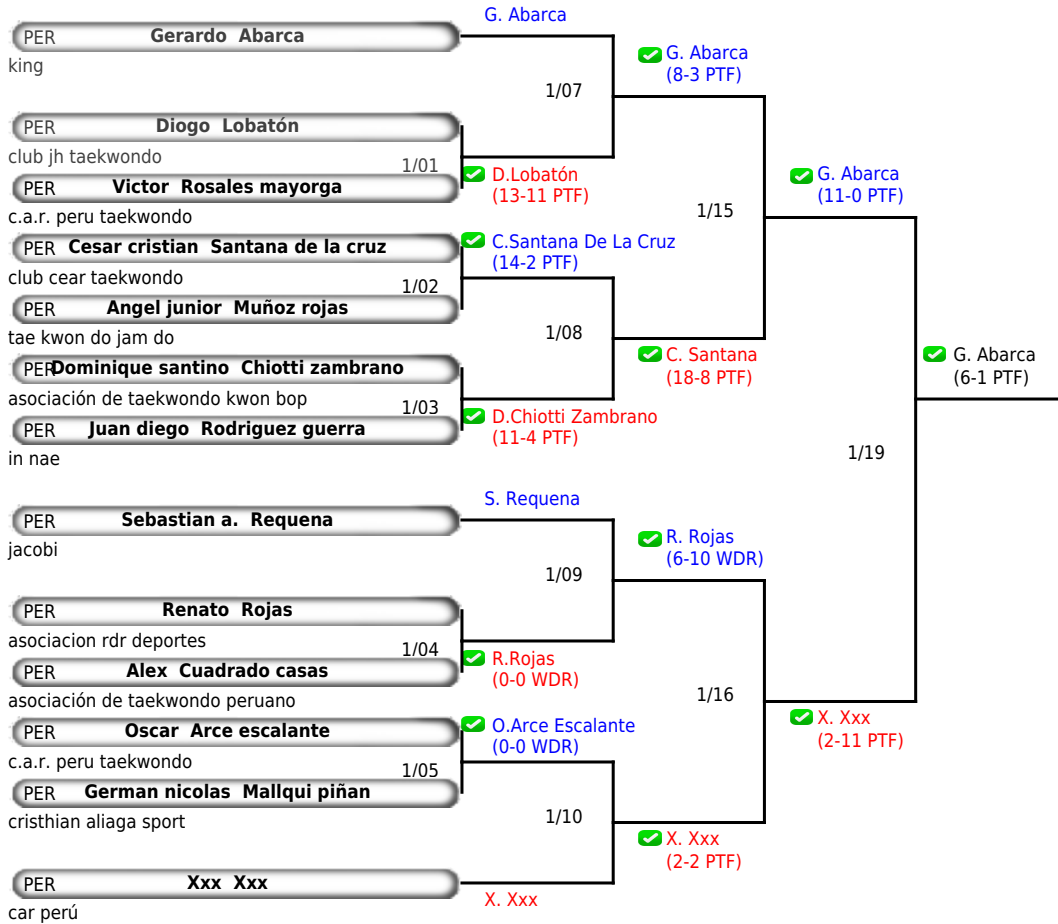 G. Abarca
PER Gerardo Abarca
king
G. Abarca
(8-3 PTF)
1/07
PER Diogo Lobatón
club jh taekwondo
1/01
D.Lobatón
(13-11 PTF)
PER Victor Rosales mayorga
c.a.r. peru taekwondo
G. Abarca
(11-0 PTF)
1/15
PER Cesar cristian Santana de la cruz
club cear taekwondo
C.Santana De La Cruz
(14-2 PTF)
1/02
PER Angel junior Muñoz rojas
tae kwon do jam do
1/08
C. Santana
(18-8 PTF)
G. Abarca
(6-1 PTF)
PER Dominique santino Chiotti zambrano
asociación de taekwondo kwon bop
1/03
D.Chiotti Zambrano
(11-4 PTF)
PER Juan diego Rodriguez guerra
in nae
1/19
S. Requena
PER Sebastian a. Requena
jacobi
R. Rojas
(6-10 WDR)
1/09
PER Renato Rojas
asociacion rdr deportes
1/04
R.Rojas
(0-0 WDR)
PER Alex Cuadrado casas
asociación de taekwondo peruano
1/16
X. Xxx
(2-11 PTF)
PER Oscar Arce escalante
c.a.r. peru taekwondo
O.Arce Escalante
(0-0 WDR)
1/05
PER German nicolas Mallqui piñan
cristhian aliaga sport
1/10
X. Xxx
(2-2 PTF)
PER Xxx Xxx
car perú
X. Xxx